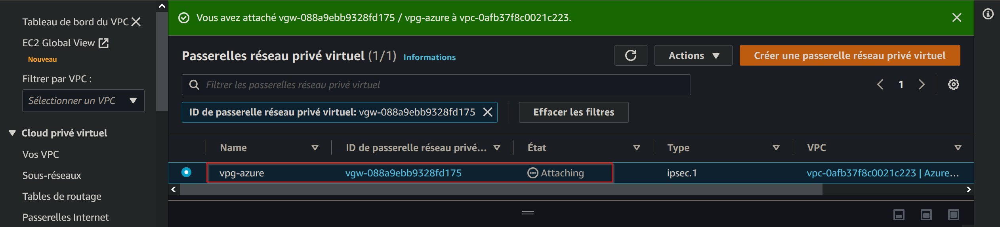 Tableau de bord du VPC
EC2 Global View
Nouveau
Filtrer par VPC :
Sélectionner un VPC
Cloud privé virtuel
Vos VPC
Sous-réseaux
Tables de routage
Passerelles Internet
Vous avez attaché vgw-088a9ebb9328fd175 / vpg-azure à vpc-0afb37f8c0021c223.
Passerelles réseau privé virtuel (1/1) Informations
Actions
Créer une passerelle réseau privé virtuel
Filtrer les passerelles réseau privé virtuel
1
ID de passerelle réseau privé virtuel: vgw-088a9ebb9328fd175
Effacer les filtres
Name ID de passerelle réseau privé... État Type VPC
vpg-azure vgw-088a9ebb9328fd175 Attaching ipsec.1 vpc-0afb37f8c0021c223 | Azure...